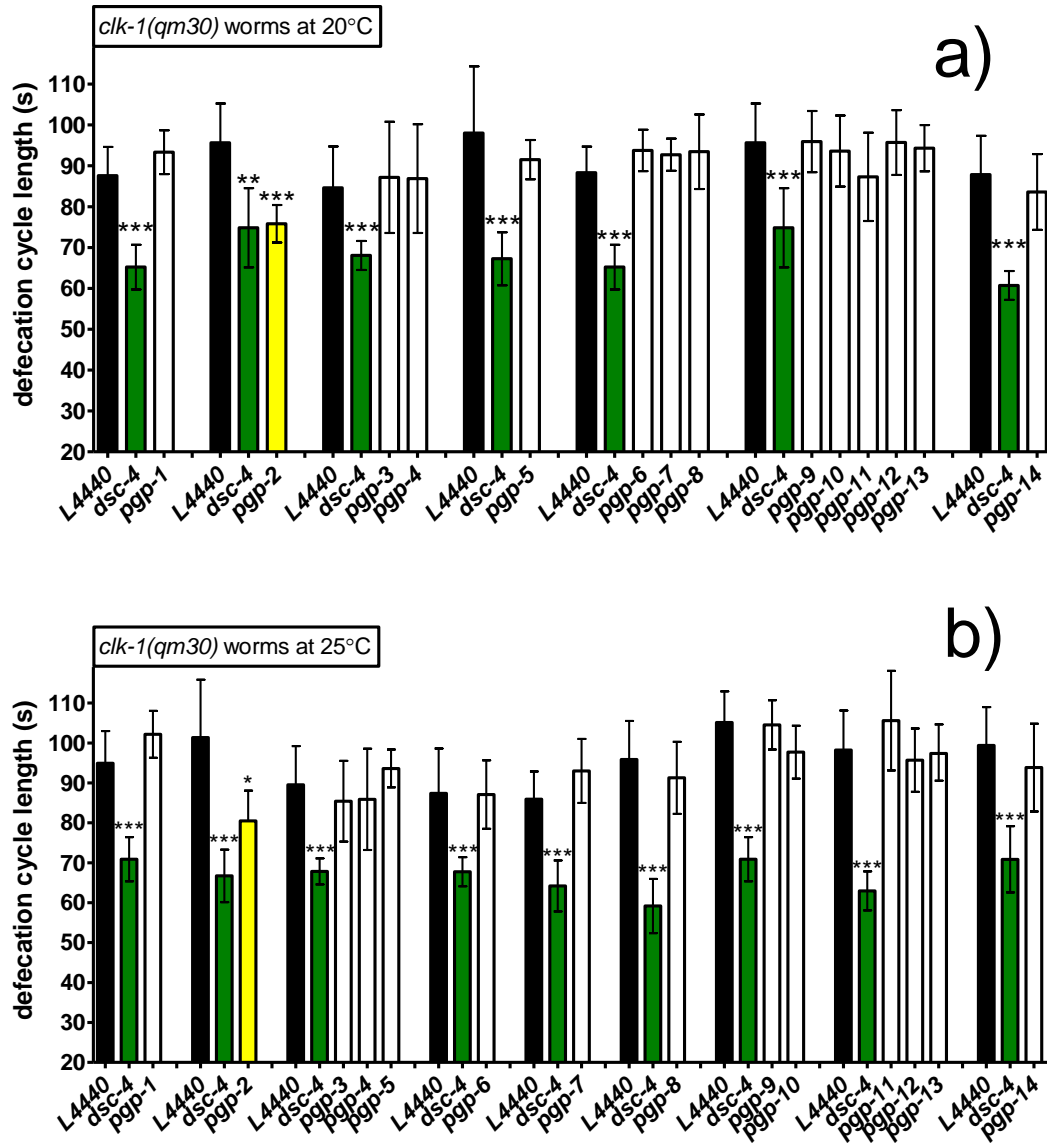 clk-1(qm30) worms at 20°C
a)
defecation cycle length (s)
110
100
90
80
70
60
50
40
30
20
*** ** *** *** *** *** *** ***
L4440 dsc-4 pgp-1 L4440 dsc-4 pgp-2 L4440 dsc-4 pgp-3 pgp-4 L4440 dsc-4 pgp-5 L4440 dsc-4 pgp-6 pgp-7 pgp-8 L4440 dsc-4 pgp-9 pgp-10 pgp-11 pgp-12 pgp-13 L4440 dsc-4 pgp-14
clk-1(qm30) worms at 25°C
b)
defecation cycle length (s)
110
100
90
80
70
60
50
40
30
20
*** *** * *** *** *** *** *** *** ***
L4440 dsc-4 pgp-1 L4440 dsc-4 pgp-2 L4440 dsc-4 pgp-3 pgp-4 pgp-5 L4440 dsc-4 pgp-6 L4440 dsc-4 pgp-7 L4440 dsc-4 pgp-8 L4440 dsc-4 pgp-9 pgp-10 L4440 dsc-4 pgp-11 pgp-12 pgp-13 L4440 dsc-4 pgp-14